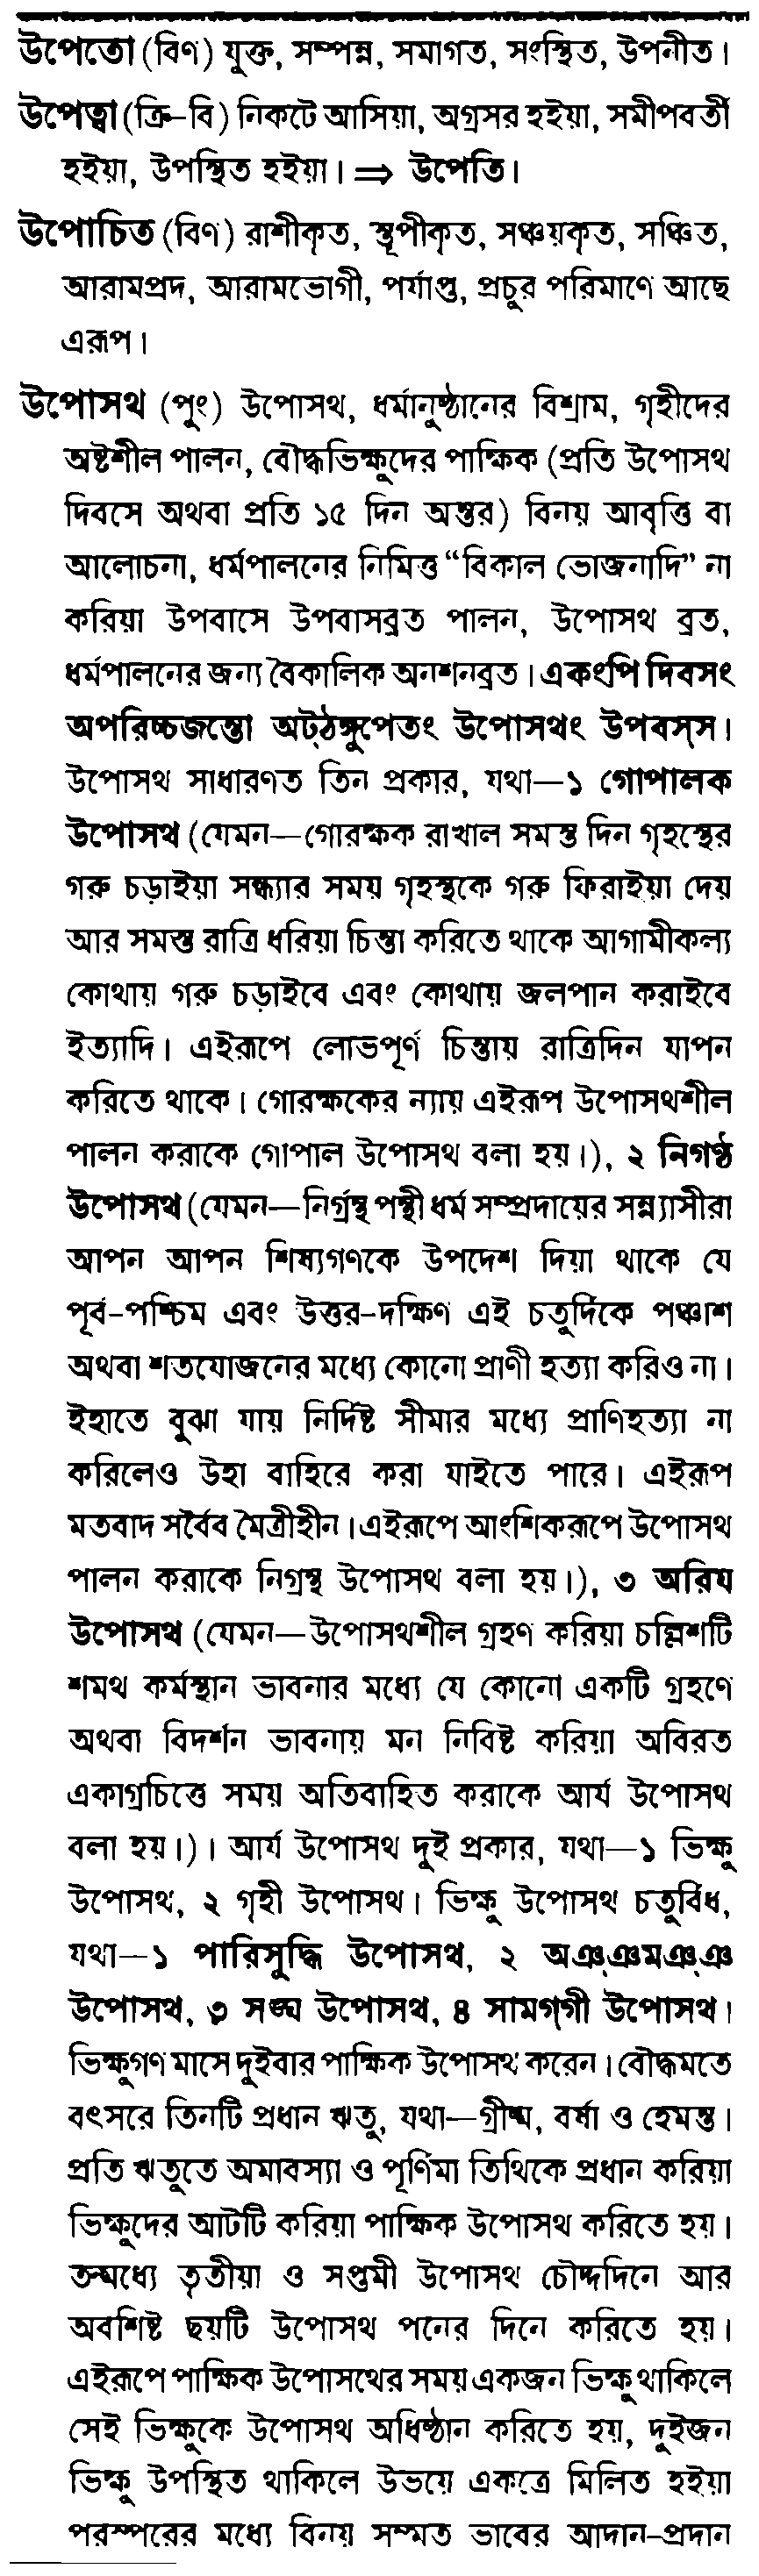 উপেতো (বিণ) যুক্ত, সম্পন্ন, সমাগত, সংস্থিত, উপনীত।
উপেত্বা (ক্রি-বি) নিকটে আসিয়া, অগ্রসর হইয়া, সমীপবর্তী
হইয়া, উপস্থিত হইয়া। ⇒ উপেতি।
উপোচিত (বিণ) রাশীকৃত, স্তূপীকৃত, সঞ্চয়কৃত, সঞ্চিত,
আরামপ্রদ, আরামভোগী, পর্যাপ্ত, প্রচুর পরিমাণে আছে
এরূপ।
উপোসথ (পুং) উপোসথ, ধর্মানুষ্ঠানের বিশ্রাম, গৃহীদের
অষ্টশীল পালন, বৌদ্ধভিক্ষুদের পাক্ষিক (প্রতি উপোসথ
দিবসে অথবা প্রতি ১৫ দিন অন্তর) বিনয় আবৃত্তি বা
আলোচনা, ধর্মপালনের নিমিত্ত “বিকাল ভোজনাদি” না
করিয়া উপবাসে উপবাসব্রত পালন, উপোসথ ব্রত,
ধর্মপালনের জন্য বৈকালিক অনশনব্রত। একংপি দিবসং
অপরিচ্চজন্তো অট্‌ঠঙ্গুপেতং উপোসথং উপবস্‌স।
উপোসথ সাধারণত তিন প্রকার, যথা—১ গোপালক
উপোসথ (যেমন—গোরক্ষক রাখাল সমস্ত দিন গৃহস্থের
গরু চড়াইয়া সন্ধ্যার সময় গৃহস্থকে গরু ফিরাইয়া দেয়
আর সমস্ত রাত্রি ধরিয়া চিন্তা করিতে থাকে আগামীকল্য
কোথায় গরু চড়াইবে এবং কোথায় জলপান করাইবে
ইত্যাদি। এইরূপে লোভপূর্ণ চিন্তায় রাত্রিদিন যাপন
করিতে থাকে। গোরক্ষকের ন্যায় এইরূপ উপোসথশীল
পালন করাকে গোপাল উপোসথ বলা হয়।), ২ নিগণ্ঠ
উপোসথ (যেমন—নির্গ্রন্থ পন্থী ধর্ম সম্প্রদায়ের সন্ন্যাসীরা
আপন আপন শিষ্যগণকে উপদেশ দিয়া থাকে যে
পূর্ব-পশ্চিম এবং উত্তর-দক্ষিণ এই চতুর্দিকে পঞ্চাশ
অথবা শতযোজনের মধ্যে কোনো প্রাণী হত্যা করিও না।
ইহাতে বুঝা যায় নির্দিষ্ট সীমার মধ্যে প্রাণিহত্যা না
করিলেও উহা বাহিরে করা যাইতে পারে। এইরূপ
মতবাদ সর্বৈব মৈত্রীহীন। এইরূপে আংশিকরূপে উপোসথ
পালন করাকে নিগ্রন্থ উপোসথ বলা হয়।), ৩ অরিয
উপোসথ (যেমন—উপোসথশীল গ্রহণ করিয়া চল্লিশটি
শমথ কর্মস্থান ভাবনার মধ্যে যে কোনো একটি গ্রহণে
অথবা বিদর্শন ভাবনায় মন নিবিষ্ট করিয়া অবিরত
একাগ্রচিত্তে সময় অতিবাহিত করাকে আর্য উপোসথ
বলা হয়।)। আর্য উপোসথ দুই প্রকার, যথা—১ ভিক্ষু
উপোসথ, ২ গৃহী উপোসথ। ভিক্ষু উপোসথ চতুর্বিধ,
যথা—১ পারিসুদ্ধি উপোসথ, ২ অঞ্‌ঞমঞ্‌ঞ
উপোসথ, ৩ সঙ্ঘ উপোসথ, ৪ সামগ্‌গী উপোসথ।
ভিক্ষুগণ মাসে দুইবার পাক্ষিক উপোসথ করেন। বৌদ্ধমতে
বৎসরে তিনটি প্রধান ঋতু, যথা—গ্রীষ্ম, বর্ষা ও হেমন্ত।
প্রতি ঋতুতে অমাবস্যা ও পূর্ণিমা তিথিকে প্রধান করিয়া
ভিক্ষুদের আটটি করিয়া পাক্ষিক উপোসথ করিতে হয়।
তন্মধ্যে তৃতীয়া ও সপ্তমী উপোসথ চৌদ্দদিনে আর
অবশিষ্ট ছয়টি উপোসথ পনের দিনে করিতে হয়।
এইরূপে পাক্ষিক উপোসথের সময় একজন ভিক্ষু থাকিলে
সেই ভিক্ষুকে উপোসথ অধিষ্ঠান করিতে হয়, দুইজন
ভিক্ষু উপস্থিত থাকিলে উভয়ে একত্রে মিলিত হইয়া
পরস্পরের মধ্যে বিনয় সম্মত ভাবের আদান-প্রদান